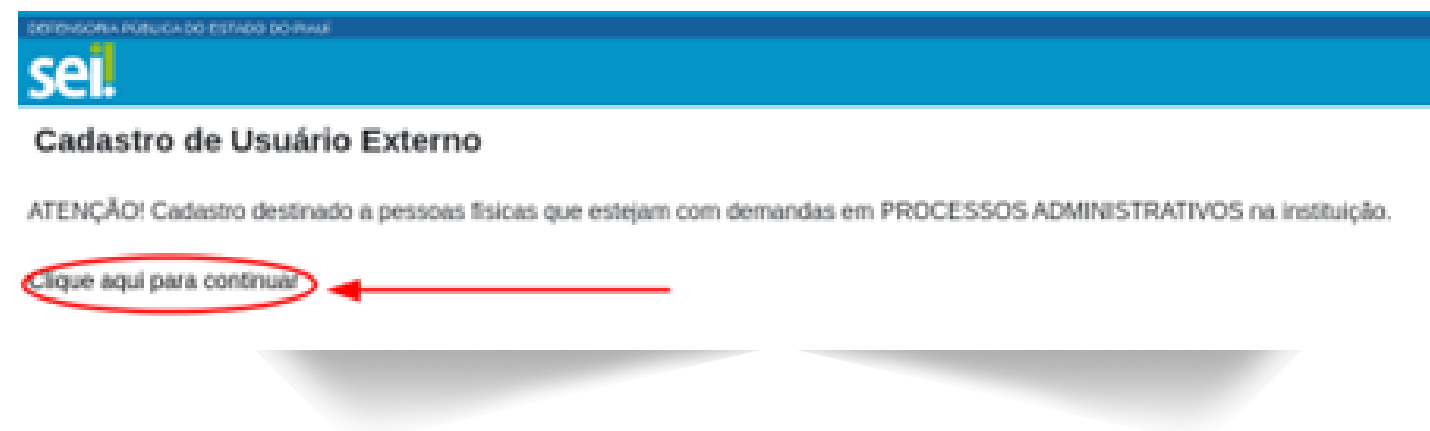 DEFENSORIA PÚBLICA DO ESTADO DO PIAUÍ
sei!
Cadastro de Usuário Externo
ATENÇÃO! Cadastro destinado a pessoas físicas que estejam com demandas em PROCESSOS ADMINISTRATIVOS na instituição.
Clique aqui para continuar